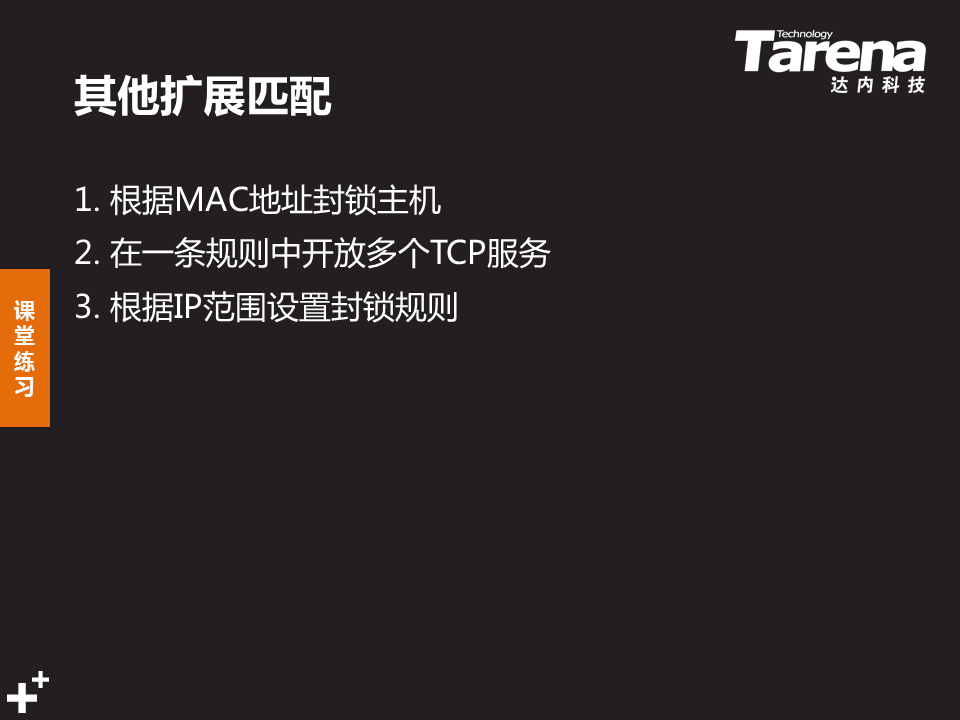 Technology
Tarena
达内科技
其他扩展匹配
1. 根据MAC地址封锁主机
2. 在一条规则中开放多个TCP服务
3. 根据IP范围设置封锁规则
课
堂
练
习